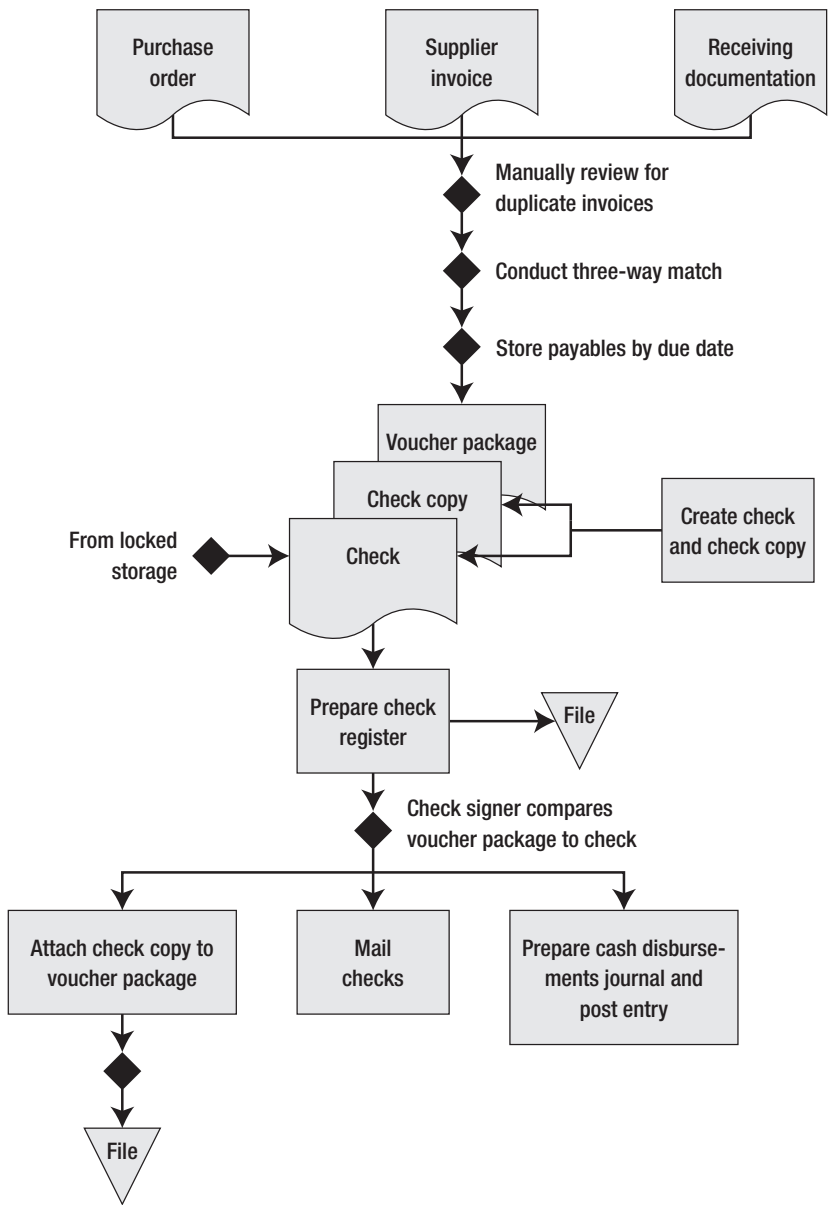 Purchase
order
Supplier
invoice
Receiving
documentation
Manually review for
duplicate invoices
Conduct three-way match
Store payables by due date
Voucher package
Check copy
Check
From locked
storage
Create check
and check copy
Prepare check
register
File
Check signer compares
voucher package to check
Attach check copy to
voucher package
Mail
checks
Prepare cash disburse-
ments journal and
post entry
File